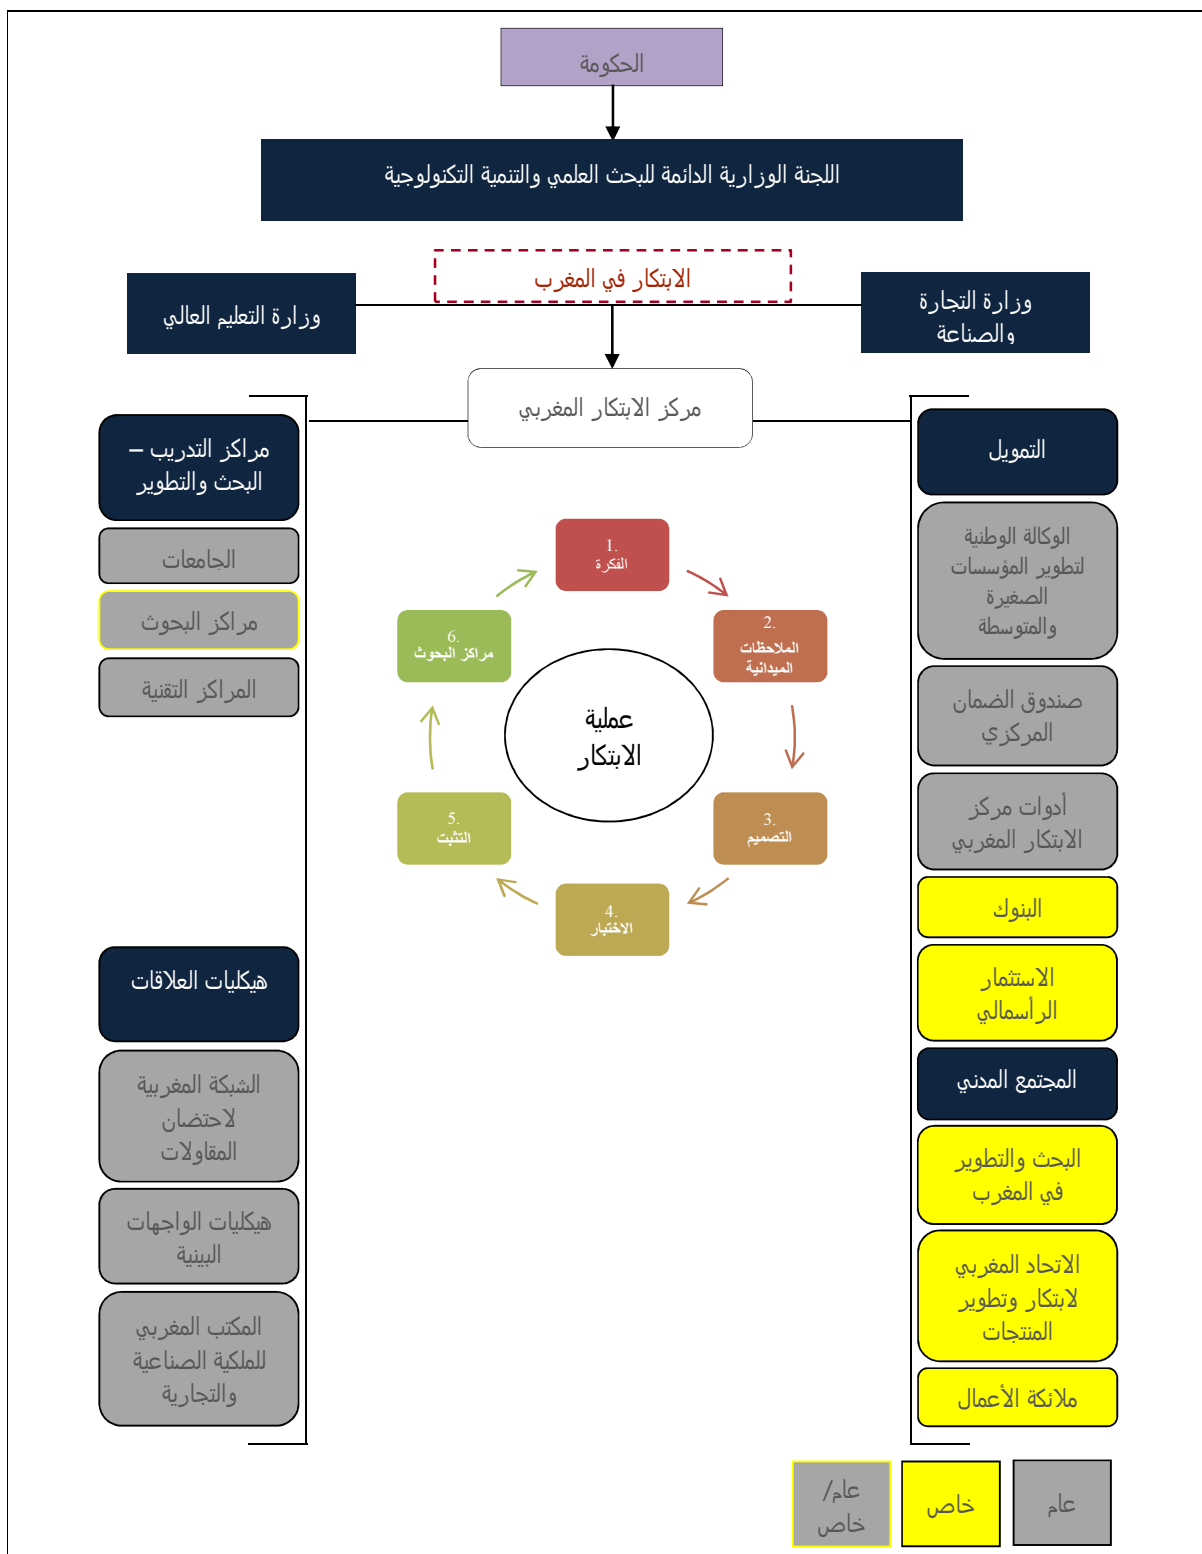 الحكومة
اللجنة الوزارية الدائمة للبحث العلمي والتنمية التكنولوجية
الابتكار في المغرب
وزارة التجارة
والصناعة
وزارة التعليم العالي
مركز الابتكار المغربي
التمويل
الوكالة الوطنية
لتطوير المؤسسات
الصغيرة
والمتوسطة
صندوق الضمان
المركزي
أدوات مركز
الابتكار المغربي
البنوك
الاستثمار
الرأسمالي
المجتمع المدني
البحث والتطوير
في المغرب
الاتحاد المغربي
لابتكار وتطوير
المنتجات
ملائكة الأعمال
1.
الفكرة
2.
الملاحظات
الميدانية
3.
التصميم
4.
الاختبار
5.
التثبت
6.
مراكز البحوث
عملية
الابتكار
مراكز التدريب –
البحث والتطوير
الجامعات
مراكز البحوث
المراكز التقنية
هيكليات العلاقات
الشبكة المغربية
لاحتضان
المقاولات
هيكليات الواجهات
البينية
المكتب المغربي
للملكية الصناعية
والتجارية
عام
خاص
عام/
خاص